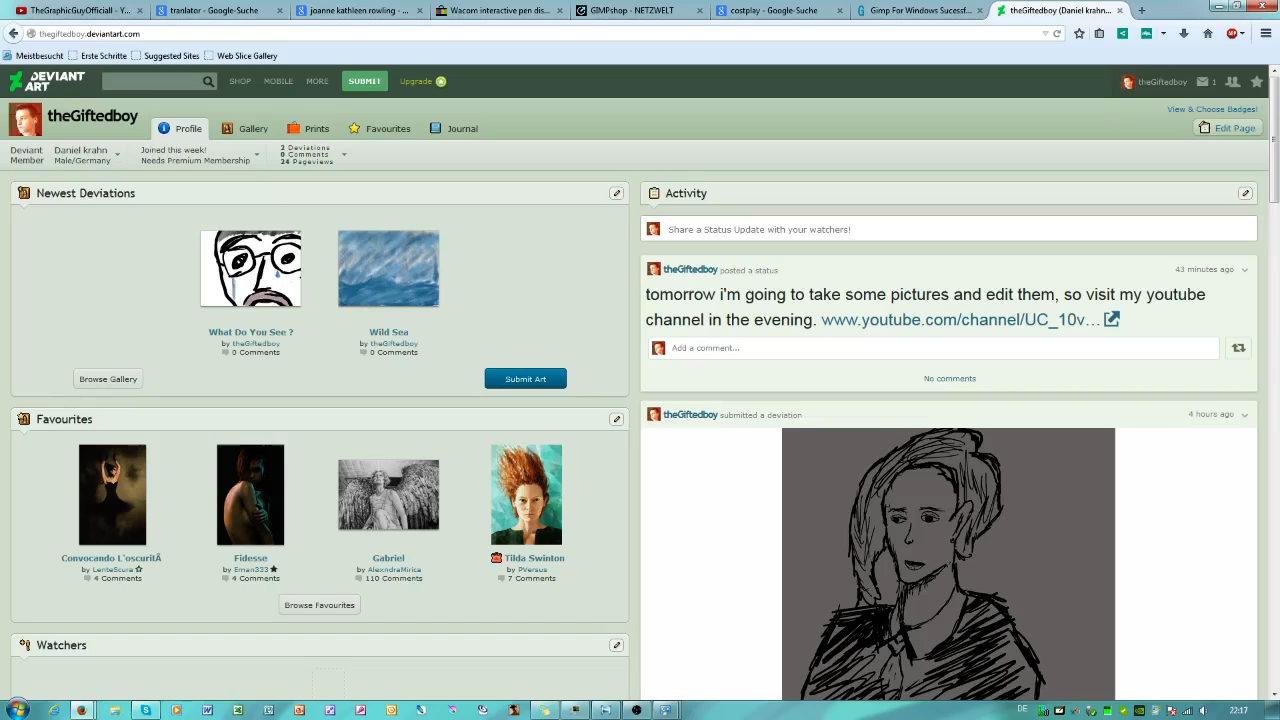 TheGraphicGuyOfficiall - Y...
tranlator - Google-Suche
joanne kathleen rowling - ...
Wacom interactive pen dis...
GIMPshop - NETZWELT
costplay - Google-Suche
Gimp For Windows Sucessf...
theGiftedboy (Daniel krahn...
thegiftedboy.deviantart.com
Meistbesucht
Erste Schritte
Suggested Sites
Web Slice Gallery
DEVIANT ART
SHOP
MOBILE
MORE
SUBMIT
Upgrade
theGiftedboy
1
View & Choose Badges!
theGiftedboy
Profile
Gallery
Prints
Favourites
Journal
Edit Page
Deviant
Member
Daniel krahn
Male/Germany
Joined this week!
Needs Premium Membership
2 Deviations
0 Comments
24 Pageviews
Newest Deviations
What Do You See ?
by theGiftedboy
0 Comments
Wild Sea
by theGiftedboy
0 Comments
Browse Gallery
Submit Art
Favourites
Convocando L'oscuritÃ
by LenteScura
4 Comments
Fidesse
by Eman333
4 Comments
Gabriel
by AlexndraMirica
110 Comments
Tilda Swinton
by PVersus
7 Comments
Browse Favourites
Watchers
Activity
Share a Status Update with your watchers!
theGiftedboy posted a status
43 minutes ago
tomorrow i'm going to take some pictures and edit them, so visit my youtube
channel in the evening. www.youtube.com/channel/UC_10v...
Add a comment...
No comments
theGiftedboy submitted a deviation
4 hours ago
DE
22:17